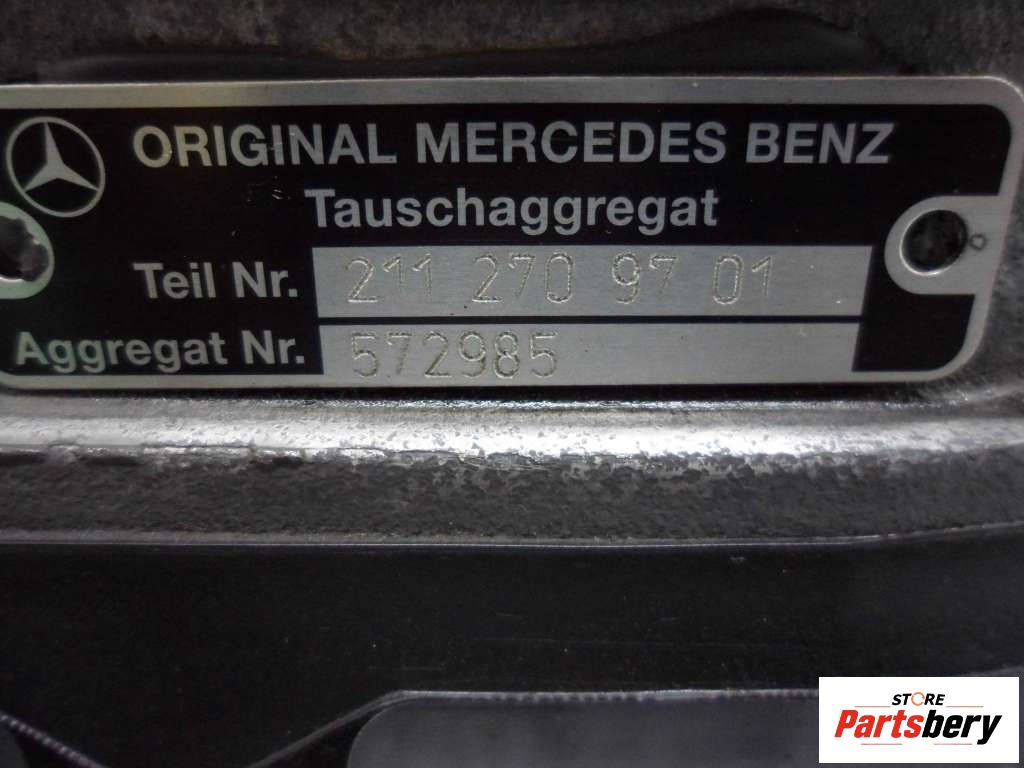 ORIGINAL MERCEDES BENZ
Tauschaggregat
Teil Nr. 211 270 97 01
Aggregat Nr. 572985
STORE
Partsbery